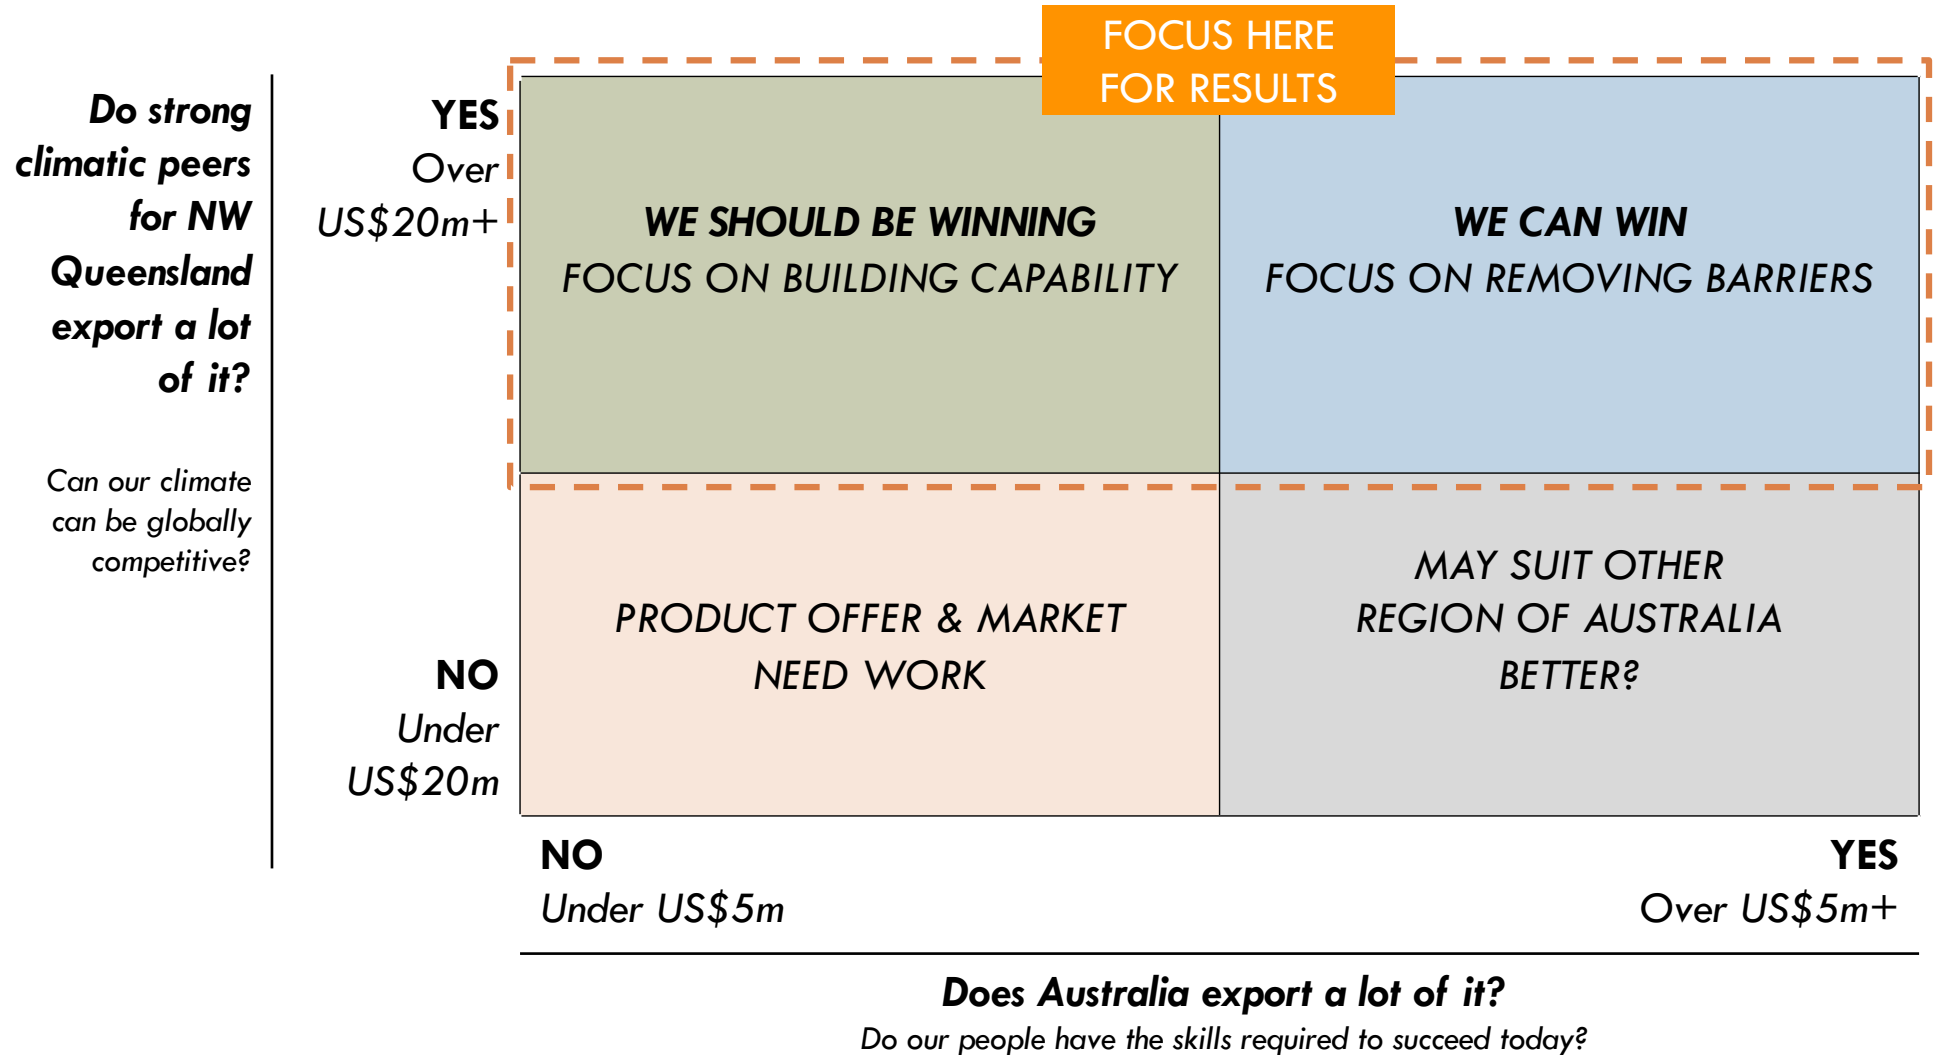 FOCUS HERE
FOR RESULTS
Do strong
climatic peers
for NW
Queensland
export a lot
of it?
Can our climate
can be globally
competitive?
YES
Over
US$20m+
WE SHOULD BE WINNING
FOCUS ON BUILDING CAPABILITY
WE CAN WIN
FOCUS ON REMOVING BARRIERS
NO
Under
US$20m
PRODUCT OFFER & MARKET
NEED WORK
MAY SUIT OTHER
REGION OF AUSTRALIA
BETTER?
NO
Under US$5m
YES
Over US$5m+
Does Australia export a lot of it?
Do our people have the skills required to succeed today?